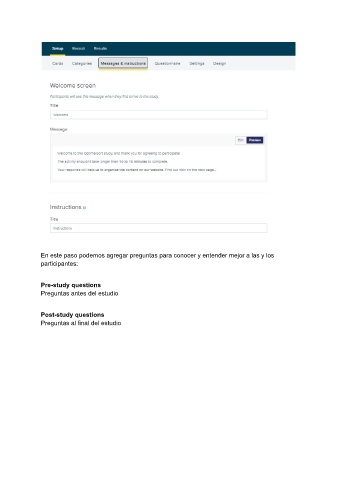 Setup Recruit Results
Cards Categories Messages & instructions Questionnaire Settings Design
Welcome screen
Participants will see this message when they first arrive to the study.
Title
Welcome
Message
Edit Preview
Welcome to this OptimalSort study, and thank you for agreeing to participate.
The activity shouldn't take longer than 10 to 15 minutes to complete.
Your response will help us to organize the content on our website. Find out how on the next page...
Instructions
Title
Instructions
En este paso podemos agregar preguntas para conocer y entender mejor a las y los
participantes:
Pre-study questions
Preguntas antes del estudio
Post-study questions
Preguntas al final del estudio